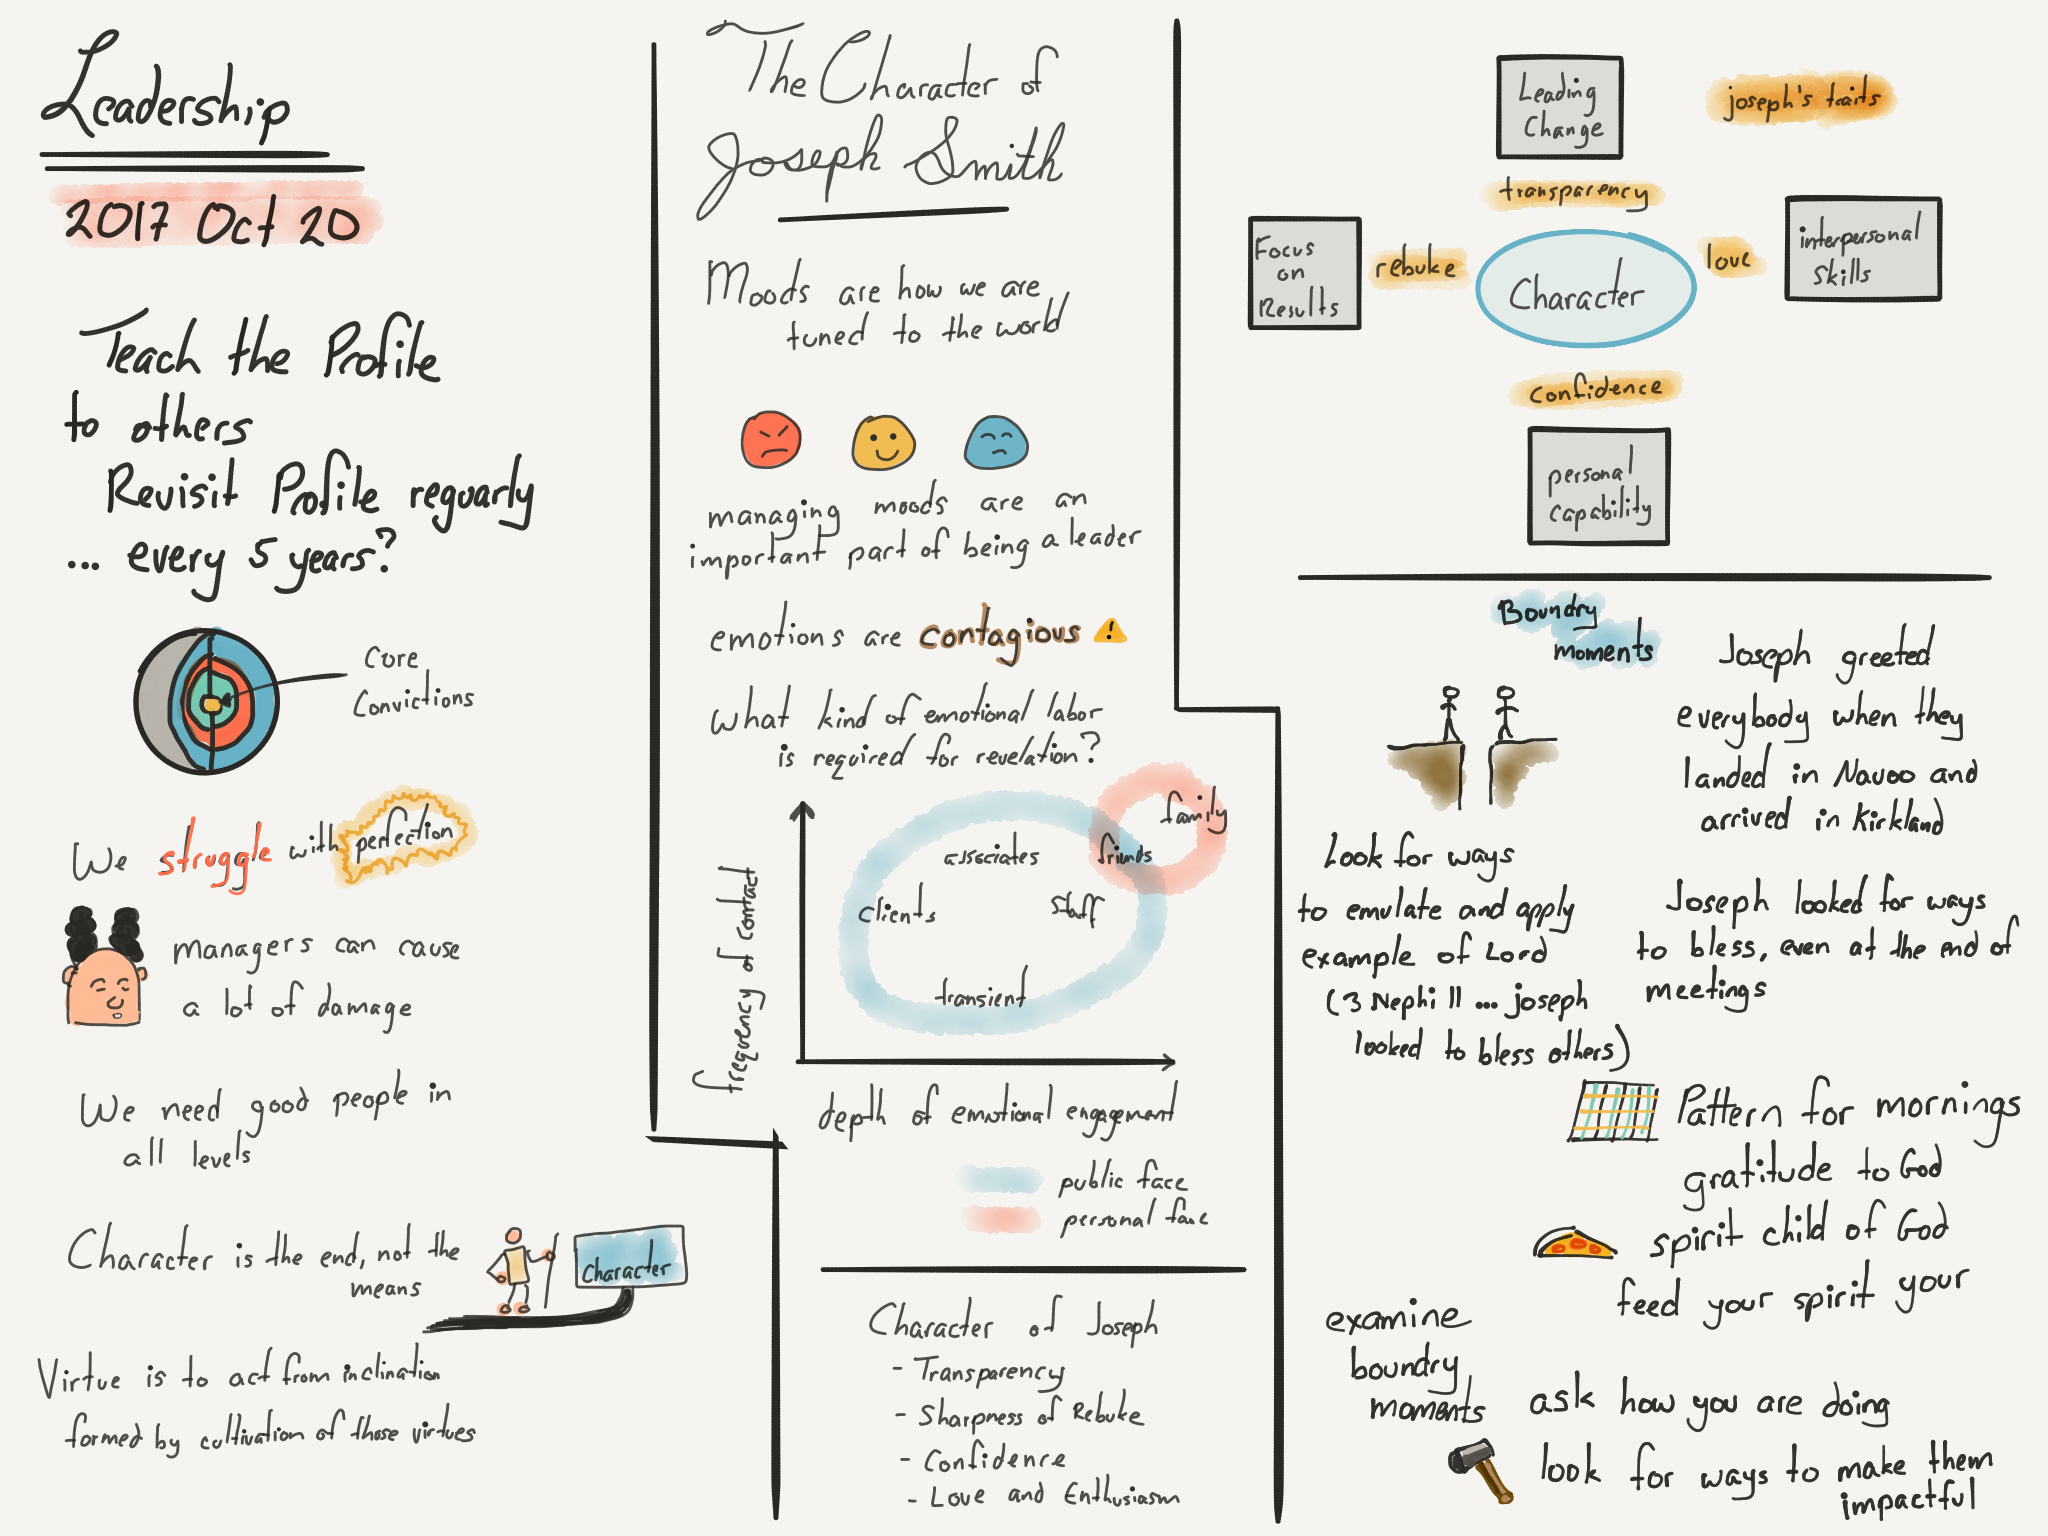 Leadership
2017 Oct 20
Teach the Profile
to others
Revisit Profile reguarly
... every 5 years?
Core
Convictions
We struggle with perfection
managers can cause
a lot of damage
We need good people in
all levels
Character is the end, not the
means
Character
Virtue is to act from inclination
formed by cultivation of those virtues
The Character of
Joseph Smith
Moods are how we are
tuned to the world
managing moods are an
important part of being a leader
emotions are contagious
what kind of emotional labor
is required for revelation?
family
associates
friends
clients
staff
transient
frequency of contact
depth of emotional engagement
public face
personal face
Character of Joseph
- Transparency
- Sharpness of Rebuke
- Confidence
- Love and Enthusiasm
Leading
Change
joseph's traits
transparency
Focus
on
Results
rebuke
Character
love
interpersonal
skills
confidence
personal
capability
Boundry
moments
Joseph greeted
everybody when they
landed in Navoo and
arrived in Kirkland
Look for ways
to emulate and apply
example of Lord
(3 Nephi 11 ... joseph
looked to bless others)
Joseph looked for ways
to bless, even at the end of
meetings
Pattern for mornings
gratitude to God
spirit child of God
feed your spirit your
examine
boundry
moments
ask how you are doing
look for ways to make them
impactful